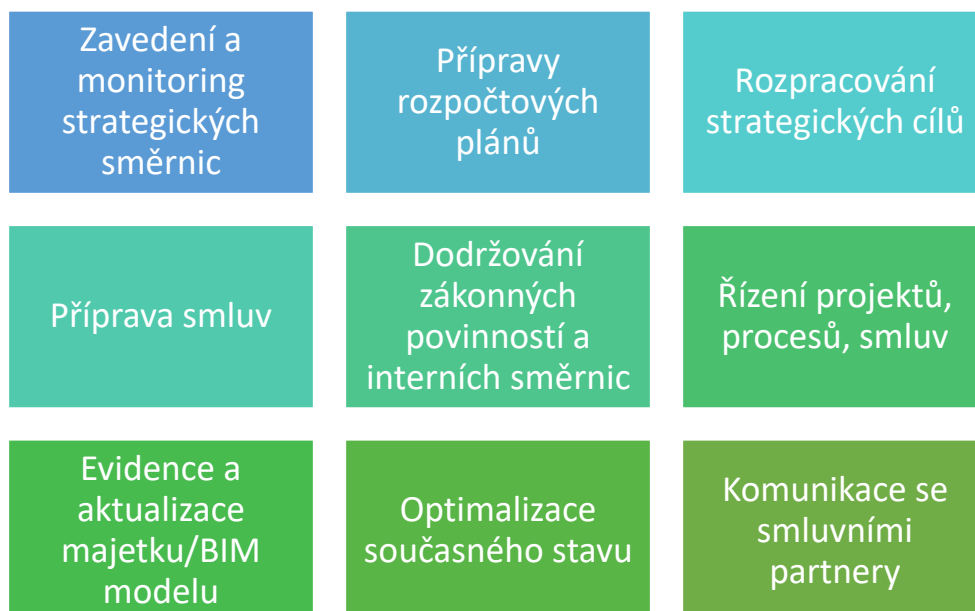 Zavedení a
monitoring
strategických
směrnic
Přípravy
rozpočtových
plánů
Rozpracování
strategických cílů
Příprava smluv
Dodržování
zákonných
povinností a
interních směrnic
Řízení projektů,
procesů, smluv
Evidence a
aktualizace
majetku/BIM
modelu
Optimalizace
současného stavu
Komunikace se
smluvními
partnery